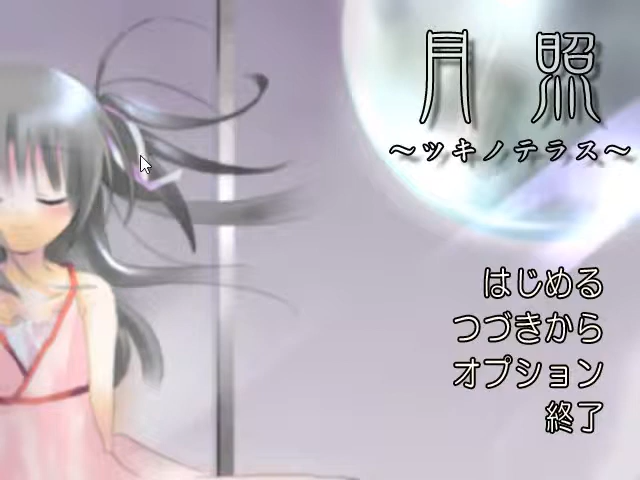 月照
～ツキノテラス～
はじめる
つづきから
オプション
終了